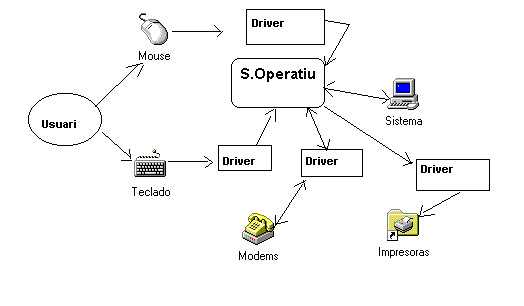 Driver
Mouse
S.Operatiu
Sistema
Usuari
Driver
Driver
Driver
Teclado
Modems
Impresoras